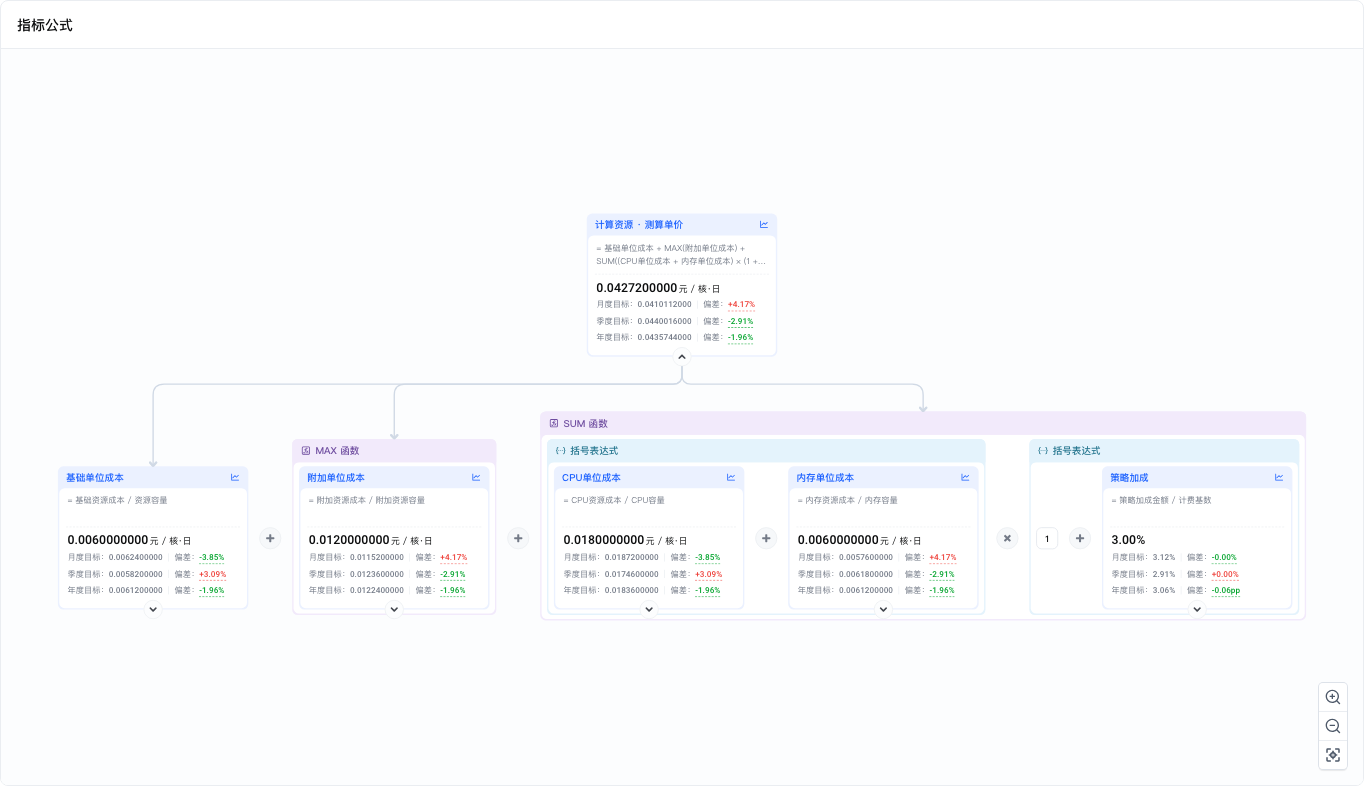 指标公式
计算资源 · 测算单价
= 基础单位成本 + MAX(附加单位成本) +
SUM((CPU单位成本 + 内存单位成本) × (1 +...
0.0427200000 元 / 核·日
月度目标: 0.0410112000 偏差: +4.17%
季度目标: 0.0440016000 偏差: -2.91%
年度目标: 0.0435744000 偏差: -1.96%
SUM 函数
MAX 函数
括号表达式
括号表达式
基础单位成本
= 基础资源成本 / 资源容量
0.0060000000 元 / 核·日
月度目标: 0.0062400000 偏差: -3.85%
季度目标: 0.0058200000 偏差: +3.09%
年度目标: 0.0061200000 偏差: -1.96%
+
附加单位成本
= 附加资源成本 / 附加资源容量
0.0120000000 元 / 核·日
月度目标: 0.0115200000 偏差: +4.17%
季度目标: 0.0123600000 偏差: -2.91%
年度目标: 0.0122400000 偏差: -1.96%
+
CPU单位成本
= CPU资源成本 / CPU容量
0.0180000000 元 / 核·日
月度目标: 0.0187200000 偏差: -3.85%
季度目标: 0.0174600000 偏差: +3.09%
年度目标: 0.0183600000 偏差: -1.96%
+
内存单位成本
= 内存资源成本 / 内存容量
0.0060000000 元 / 核·日
月度目标: 0.0057600000 偏差: +4.17%
季度目标: 0.0061800000 偏差: -2.91%
年度目标: 0.0061200000 偏差: -1.96%
×
1
+
策略加成
= 策略加成金额 / 计费基数
3.00%
月度目标: 3.12% 偏差: -0.00%
季度目标: 2.91% 偏差: +0.00%
年度目标: 3.06% 偏差: -0.06pp